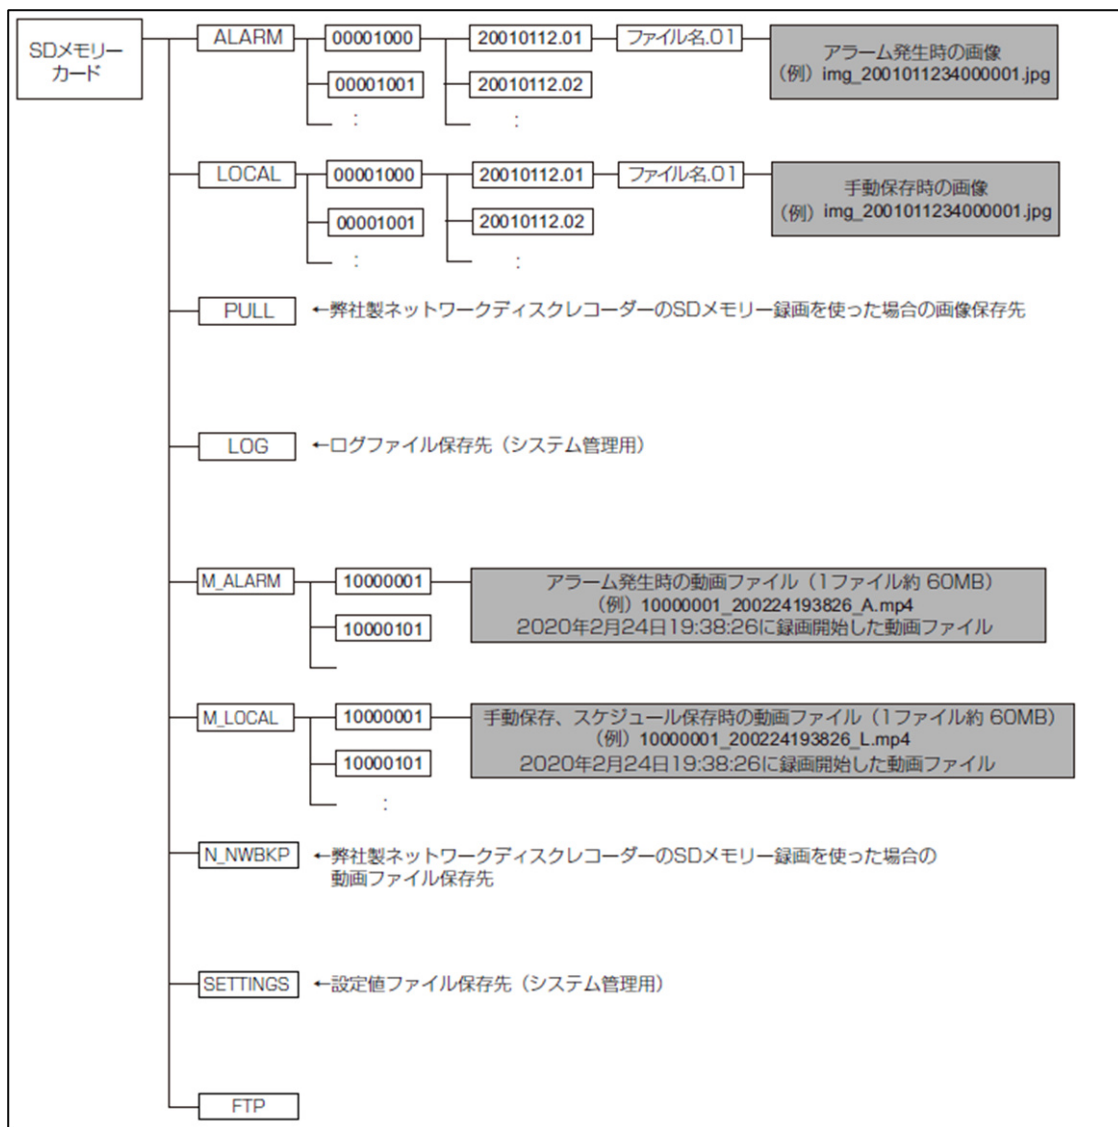 SDメモリー
カード
ALARM
00001000
20010112.01
ファイル名.01
アラーム発生時の画像
（例）img_2001011234000001.jpg
00001001
20010112.02
:
:
LOCAL
00001000
20010112.01
ファイル名.01
手動保存時の画像
（例）img_2001011234000001.jpg
00001001
20010112.02
:
:
PULL
←弊社製ネットワークディスクレコーダーのSDメモリー録画を使った場合の画像保存先
LOG
←ログファイル保存先（システム管理用）
M_ALARM
10000001
アラーム発生時の動画ファイル（1ファイル約 60MB）
（例）10000001_200224193826_A.mp4
2020年2月24日19:38:26に録画開始した動画ファイル
10000101
M_LOCAL
10000001
手動保存、スケジュール保存時の動画ファイル（1ファイル約 60MB）
（例）10000001_200224193826_L.mp4
2020年2月24日19:38:26に録画開始した動画ファイル
10000101
:
N_NWBKP
←弊社製ネットワークディスクレコーダーのSDメモリー録画を使った場合の
動画ファイル保存先
SETTINGS
←設定値ファイル保存先（システム管理用）
FTP